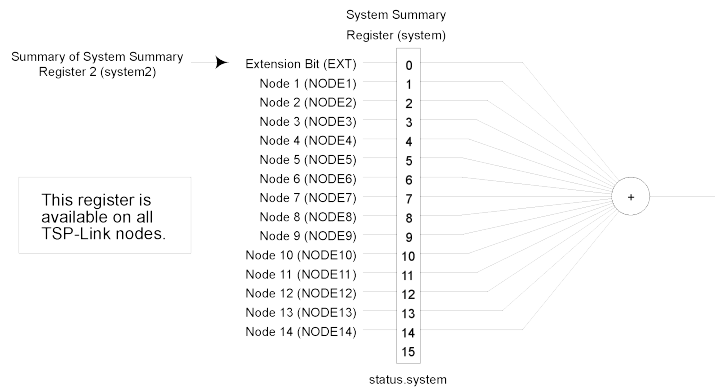 System Summary
Register (system)
Summary of System Summary
Register 2 (system2)
Extension Bit (EXT) 0
Node 1 (NODE1) 1
Node 2 (NODE2) 2
Node 3 (NODE3) 3
Node 4 (NODE4) 4
Node 5 (NODE5) 5
Node 6 (NODE6) 6
Node 7 (NODE7) 7
Node 8 (NODE8) 8
Node 9 (NODE9) 9
Node 10 (NODE10) 10
Node 11 (NODE11) 11
Node 12 (NODE12) 12
Node 13 (NODE13) 13
Node 14 (NODE14) 14
15
+
This register is
available on all
TSP-Link nodes.
status.system